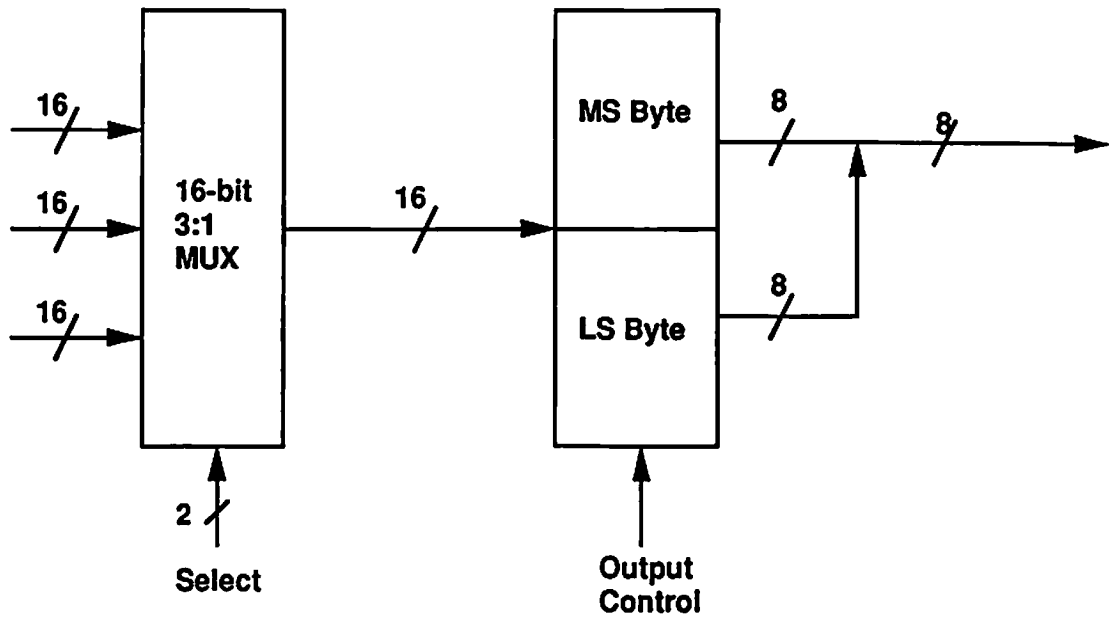 16
16
16
16-bit
3:1
MUX
2
Select
16
MS Byte
LS Byte
Output
Control
8
8
8